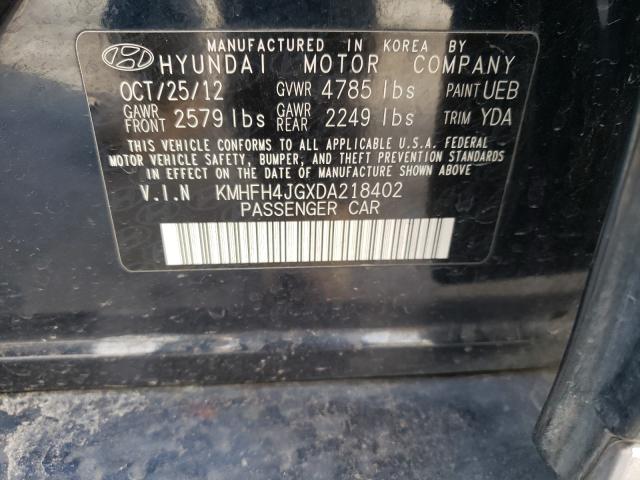 MANUFACTURED IN KOREA BY
HYUNDAI MOTOR COMPANY
OCT/25/12 GVWR 4785 lbs PAINT UEB
GAWR FRONT 2579 lbs GAWR REAR 2249 lbs TRIM YDA
THIS VEHICLE CONFORMS TO ALL APPLICABLE U.S.A. FEDERAL
MOTOR VEHICLE SAFETY, BUMPER, AND THEFT PREVENTION STANDARDS
IN EFFECT ON THE DATE OF MANUFACTURE SHOWN ABOVE.
V.I.N KMHFH4JGXDA218402
PASSENGER CAR